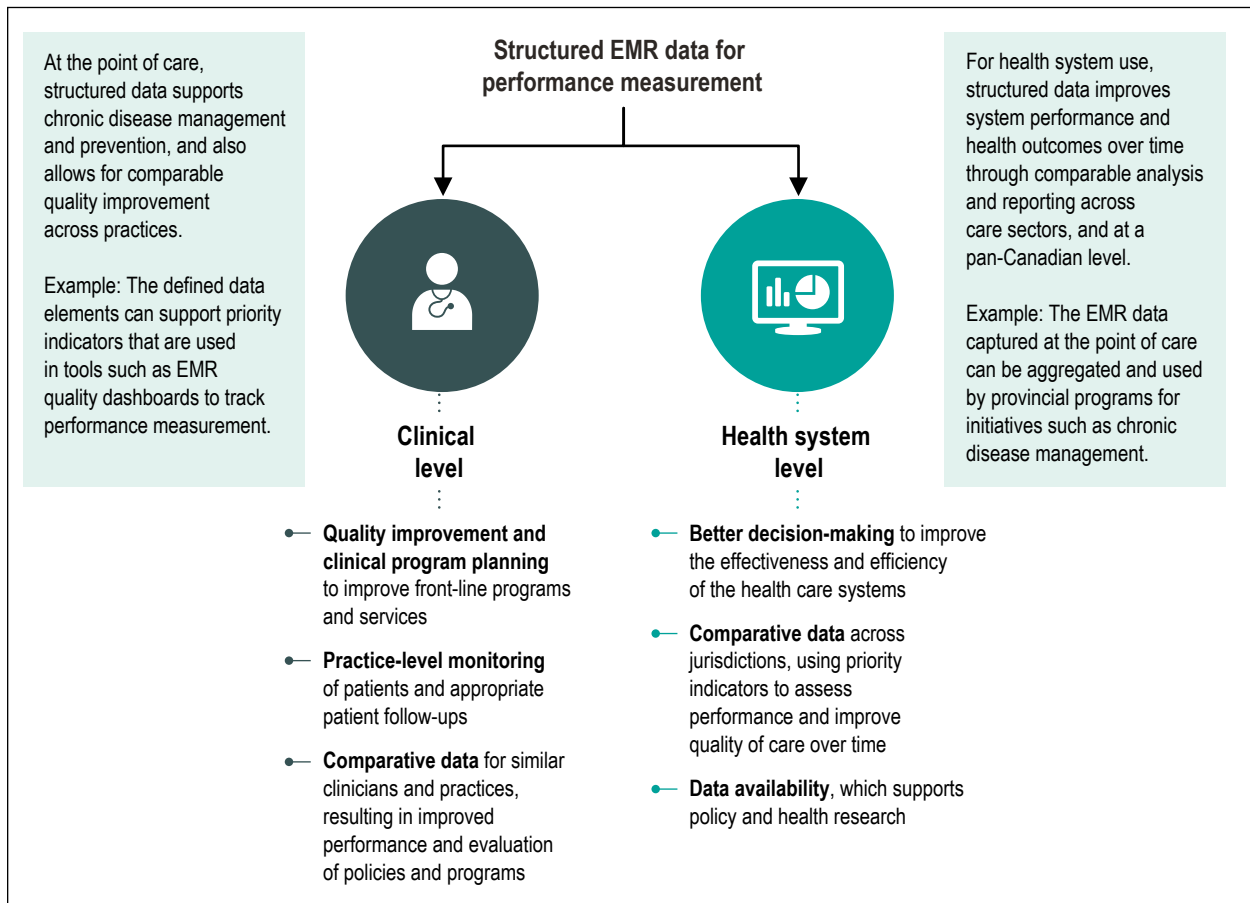 Structured EMR data for
performance measurement
At the point of care,
structured data supports
chronic disease management
and prevention, and also
allows for comparable
quality improvement
across practices.
Example: The defined data
elements can support priority
indicators that are used
in tools such as EMR
quality dashboards to track
performance measurement.
For health system use,
structured data improves
system performance and
health outcomes over time
through comparable analysis
and reporting across
care sectors, and at a
pan-Canadian level.
Example: The EMR data
captured at the point of care
can be aggregated and used
by provincial programs for
initiatives such as chronic
disease management.
Clinical
level
Quality improvement and
clinical program planning
to improve front-line programs
and services
Practice-level monitoring
of patients and appropriate
patient follow-ups
Comparative data for similar
clinicians and practices,
resulting in improved
performance and evaluation
of policies and programs
Health system
level
Better decision-making to improve
the effectiveness and efficiency
of the health care systems
Comparative data across
jurisdictions, using priority
indicators to assess
performance and improve
quality of care over time
Data availability, which supports
policy and health research